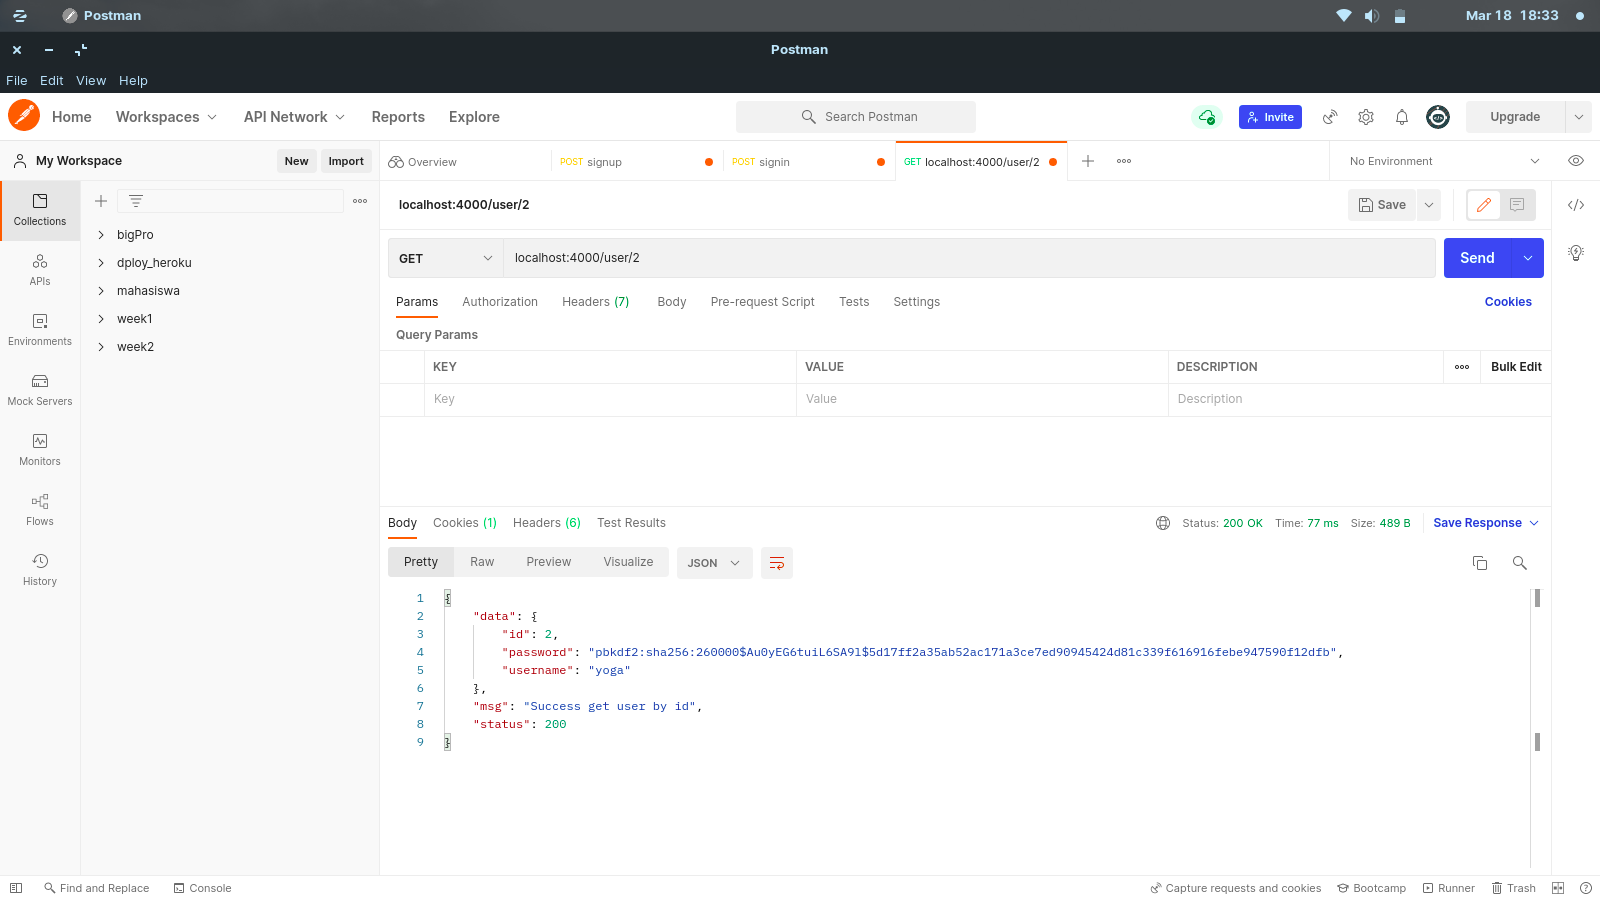 Postman
Mar 18 18:33
Postman
File Edit View Help
Home Workspaces API Network Reports Explore
Search Postman
Invite
Upgrade
My Workspace New Import
Overview POST signup POST signin GET localhost:4000/user/2 No Environment
Collections
APIs
Environments
Mock Servers
Monitors
Flows
History
bigPro
dploy_heroku
mahasiswa
week1
week2
localhost:4000/user/2 Save
GET localhost:4000/user/2 Send
Params Authorization Headers (7) Body Pre-request Script Tests Settings Cookies
Query Params
KEY VALUE DESCRIPTION Bulk Edit
Key Value Description
Body Cookies (1) Headers (6) Test Results Status: 200 OK Time: 77 ms Size: 489 B Save Response
Pretty Raw Preview Visualize JSON
1 {
2 "data": {
3 "id": 2,
4 "password": "pbkdf2:sha256:260000$Au0yEG6tuiL6SA9l$5d17ff2a35ab52ac171a3ce7ed90945424d81c339f616916febe947590f12dfb",
5 "username": "yoga"
6 },
7 "msg": "Success get user by id",
8 "status": 200
9 }
Find and Replace Console Capture requests and cookies Bootcamp Runner Trash